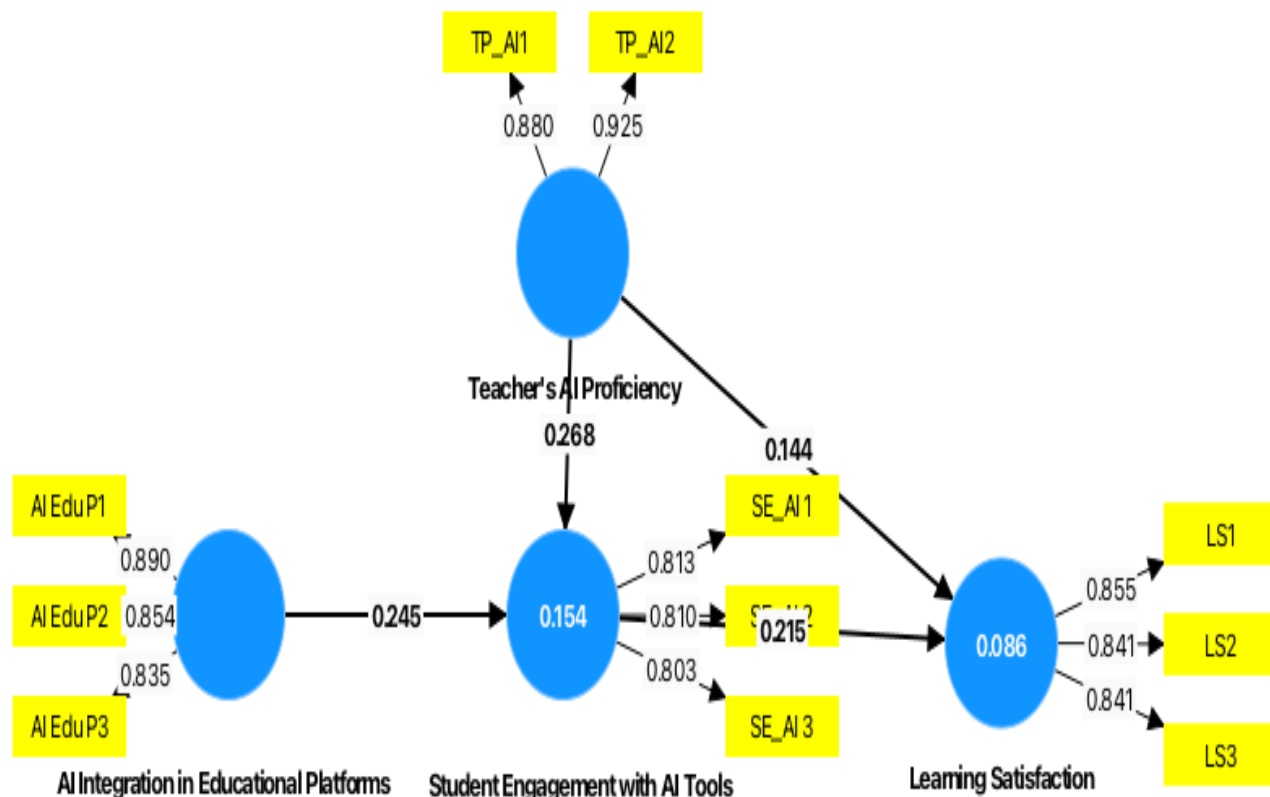 TP_AI1
TP_AI2
0.880
0.925
Teacher's AI Proficiency
0.268
0.144
AI Edu P1
AI Edu P2
AI Edu P3
0.890
0.854
0.835
0.245
0.154
SE_AI 1
SE_AI 2
SE_AI 3
0.813
0.810
0.803
0.215
0.086
0.855
0.841
0.841
LS1
LS2
LS3
AI Integration in Educational Platforms
Student Engagement with AI Tools
Learning Satisfaction